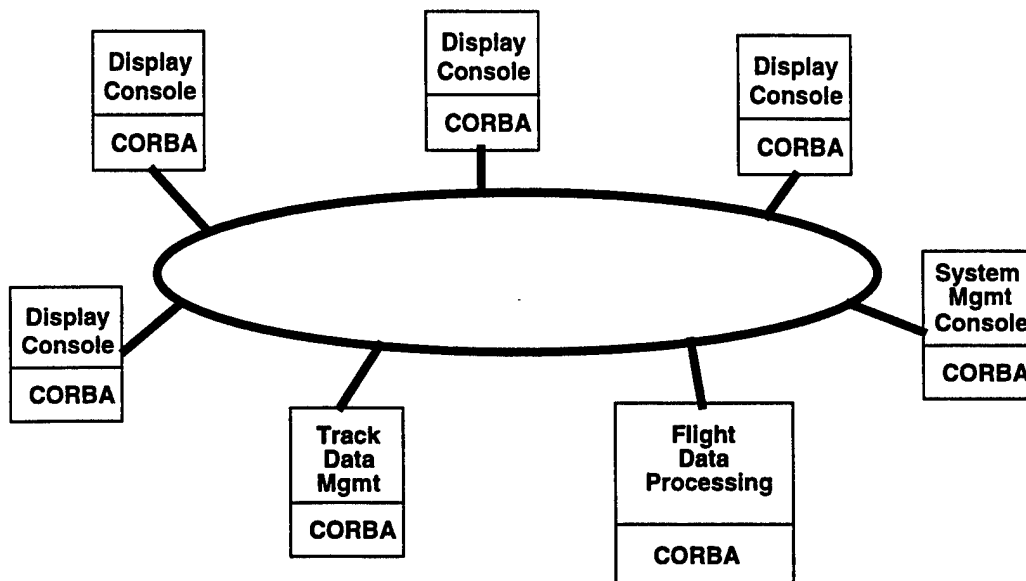 Display
Console
CORBA
Display
Console
CORBA
Display
Console
CORBA
Display
Console
CORBA
System
Mgmt
Console
CORBA
Track
Data
Mgmt
CORBA
Flight
Data
Processing
CORBA